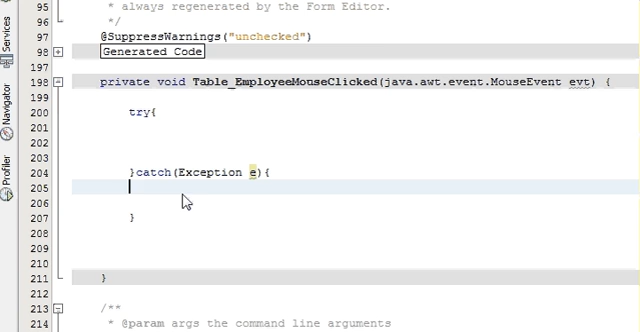 95 * always regenerated by the Form Editor.
96 */
97 @SuppressWarnings("unchecked")
98 Generated Code
197
198 private void Table_EmployeeMouseClicked(java.awt.event.MouseEvent evt) {
199
200 try{
201
202
203
204 }catch(Exception e){
205
206
207 }
208
209
210
211 }
212
213 /**
214 * @param args the command line arguments
Services
Navigator
Profiler